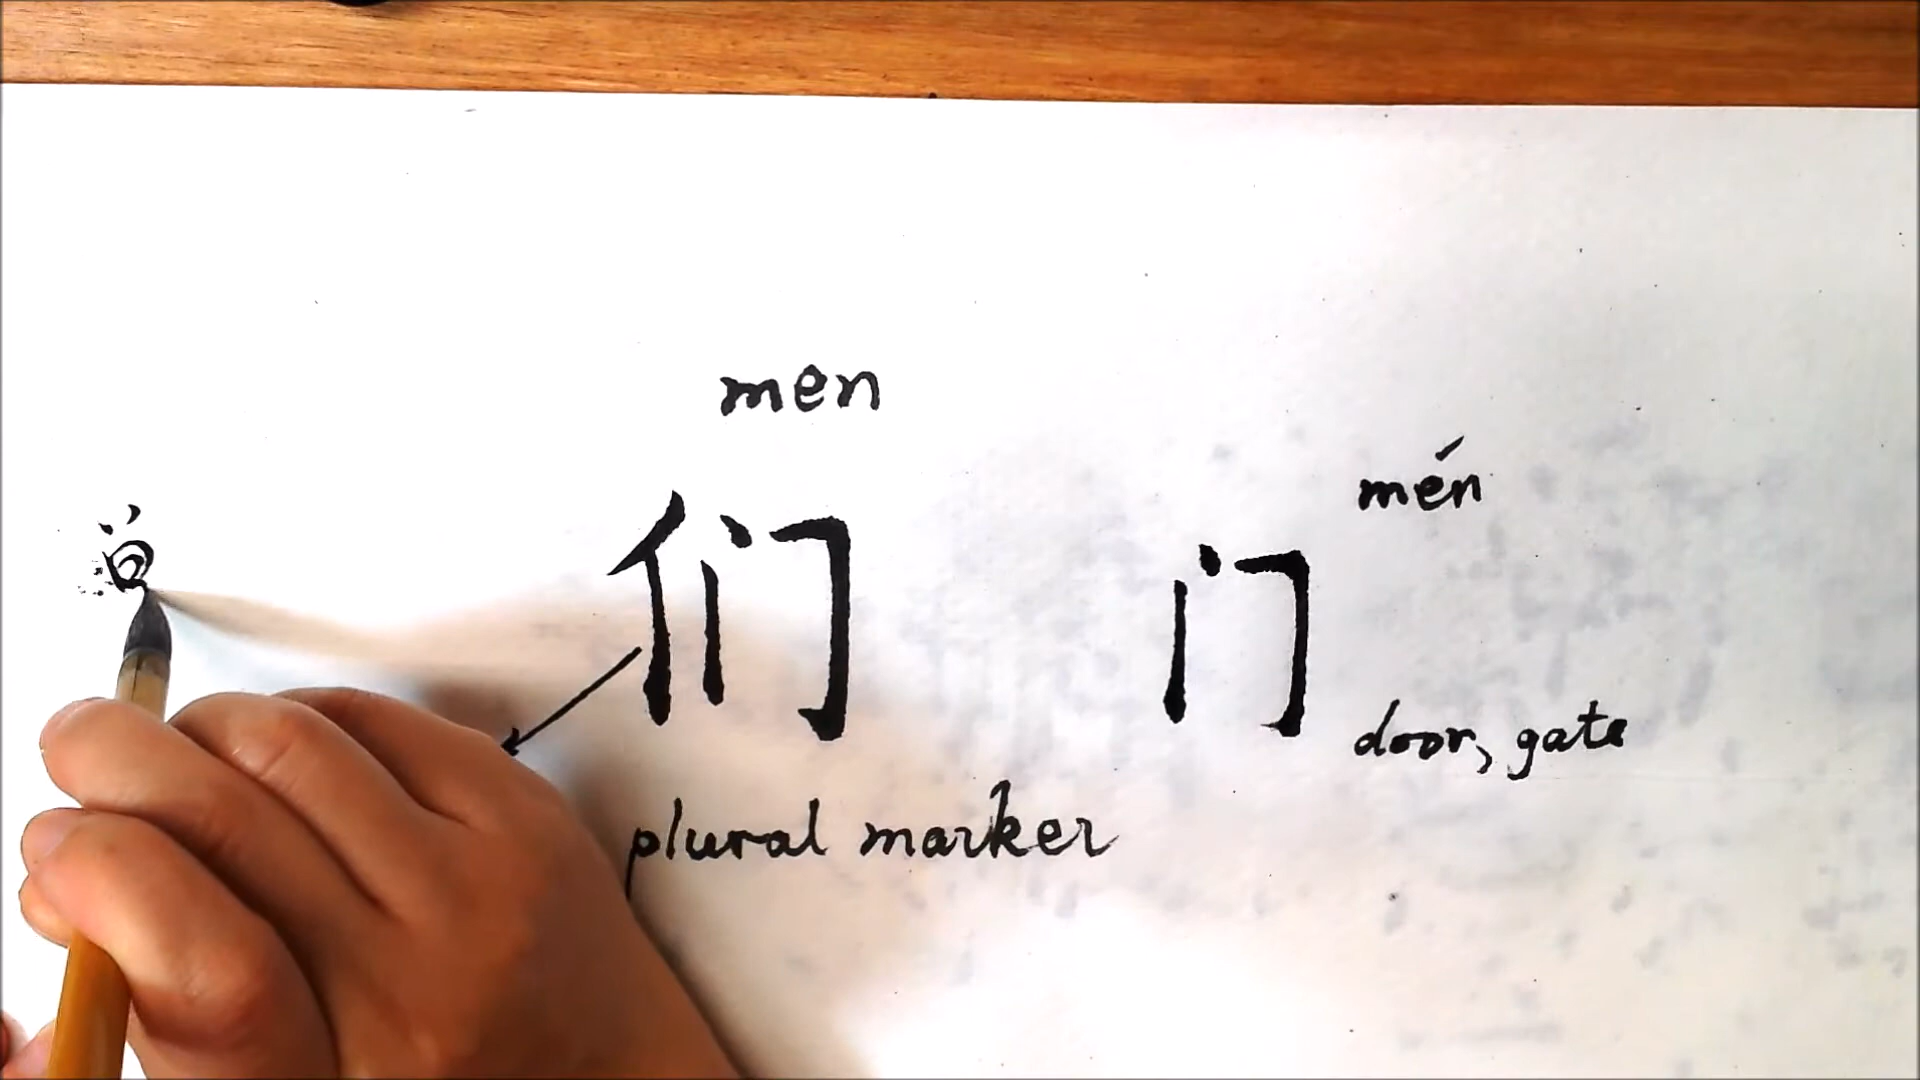 men
们
plural marker
mén
门
door, gate